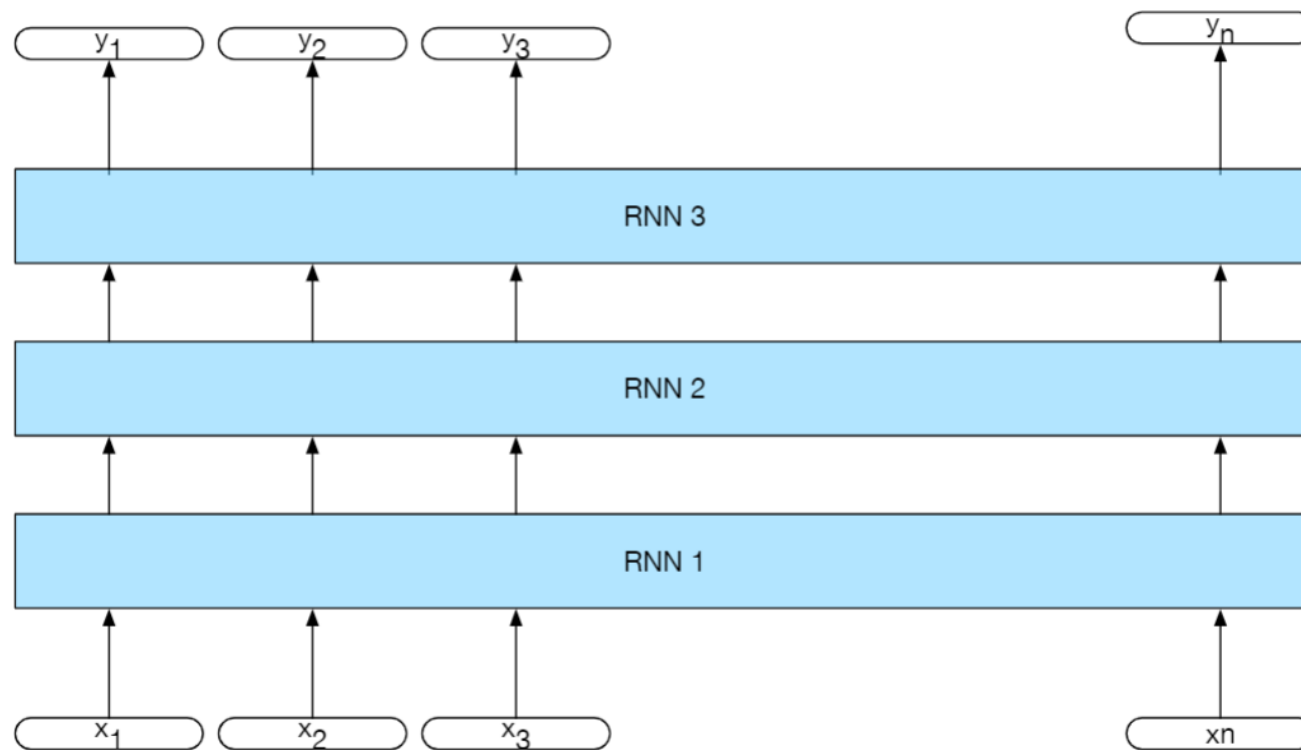 y₁ y₂ y₃ yₙ
RNN 3
RNN 2
RNN 1
x₁ x₂ x₃ xn